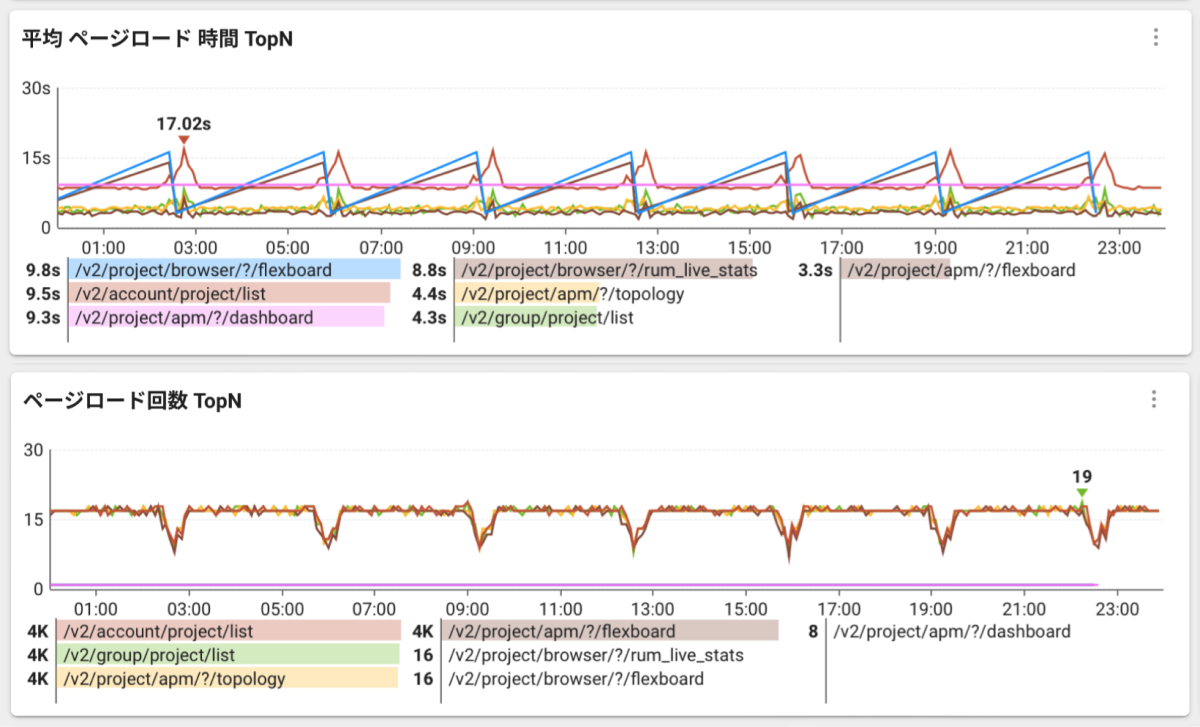 平均 ページロード 時間 TopN
30s
17.02s
15s
0
01:00 03:00 05:00 07:00 09:00 11:00 13:00 15:00 17:00 19:00 21:00 23:00
9.8s /v2/project/browser/?/flexboard
9.5s /v2/account/project/list
9.3s /v2/project/apm/?/dashboard
8.8s /v2/project/browser/?/rum_live_stats
4.4s /v2/project/apm/?/topology
4.3s /v2/group/project/list
3.3s /v2/project/apm/?/flexboard
ページロード回数 TopN
30
19
15
0
01:00 03:00 05:00 07:00 09:00 11:00 13:00 15:00 17:00 19:00 21:00 23:00
4K /v2/account/project/list
4K /v2/group/project/list
4K /v2/project/apm/?/topology
4K /v2/project/apm/?/flexboard
16 /v2/project/browser/?/rum_live_stats
16 /v2/project/browser/?/flexboard
8 /v2/project/apm/?/dashboard